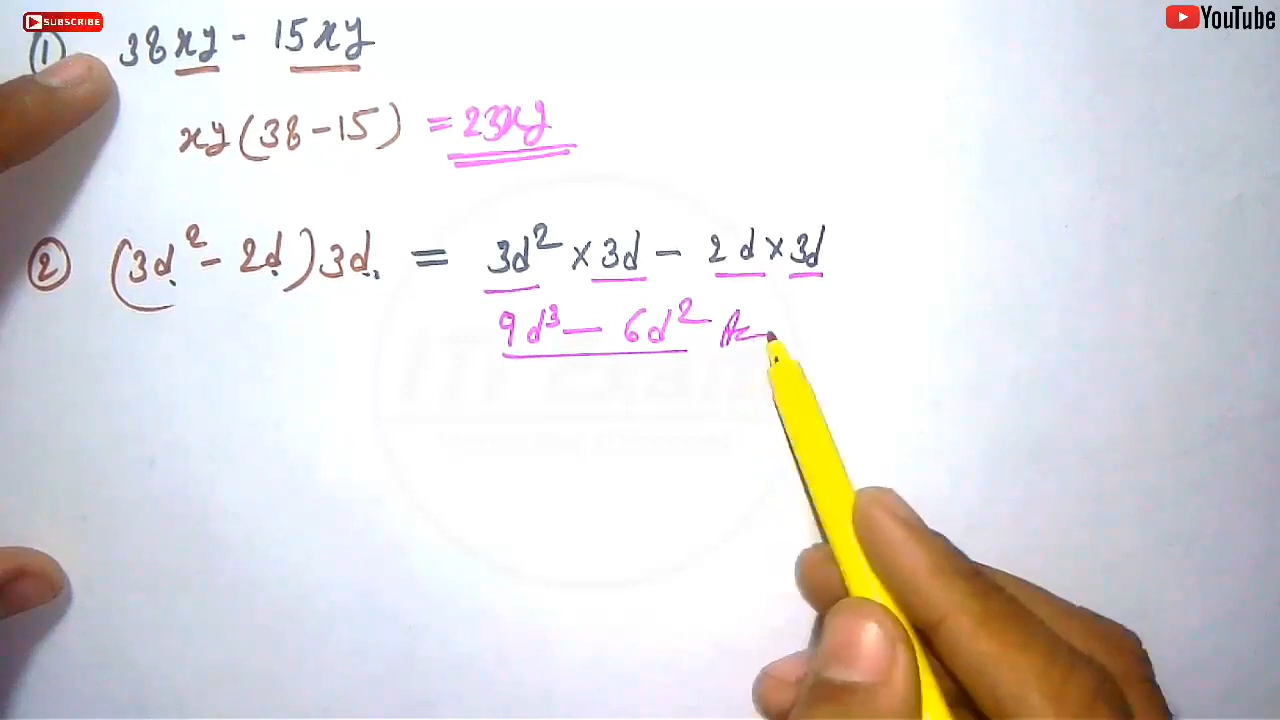 SUBSCRIBE
YouTube
① 38xy - 15xy
xy(38-15) = 23xy
② (3d² - 2d)3d = 3d² × 3d - 2d × 3d
9d³ - 6d²